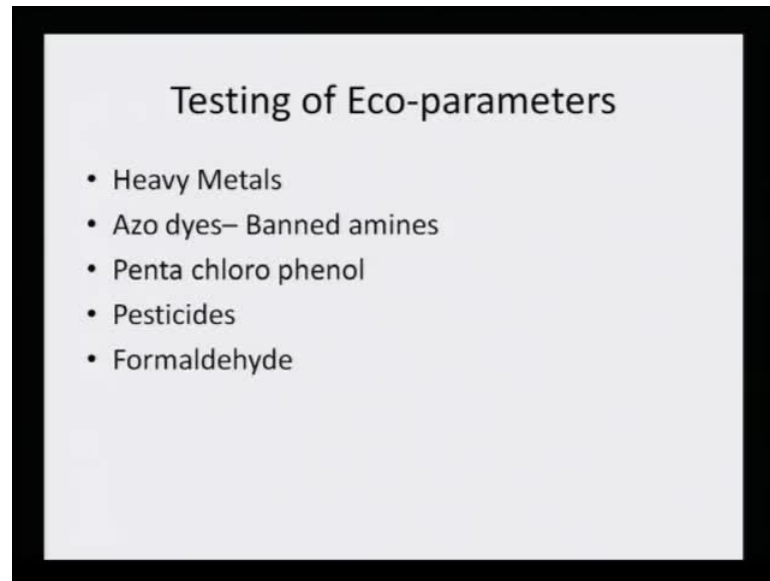 Testing of Eco-parameters
• Heavy Metals
• Azo dyes– Banned amines
• Penta chloro phenol
• Pesticides
• Formaldehyde